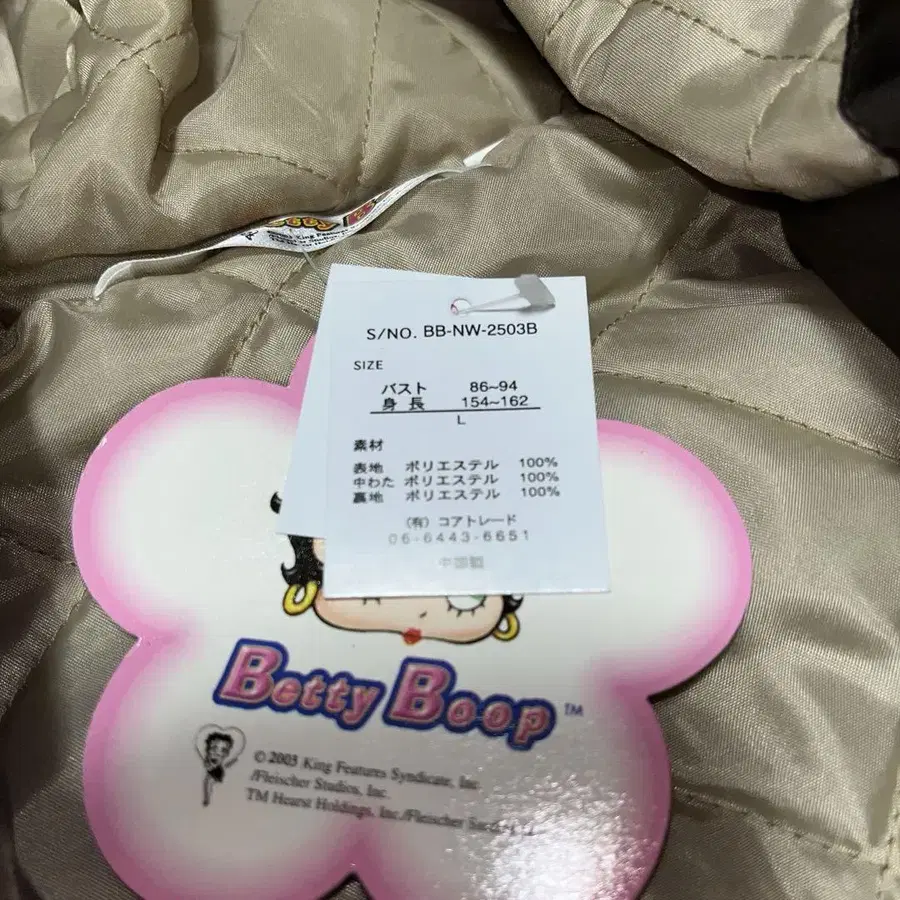 S/NO. BB-NW-2503B
SIZE
バスト 86~94
身長 154~162
L
素材
表地 ポリエステル 100%
中わた ポリエステル 100%
裏地 ポリエステル 100%
(有) コアトレード
06-6443-6651
中国製
Betty Boop ™
© 2003 King Features Syndicate, Inc.
/Fleischer Studios, Inc.
TM Hearst Holdings, Inc./Fleischer